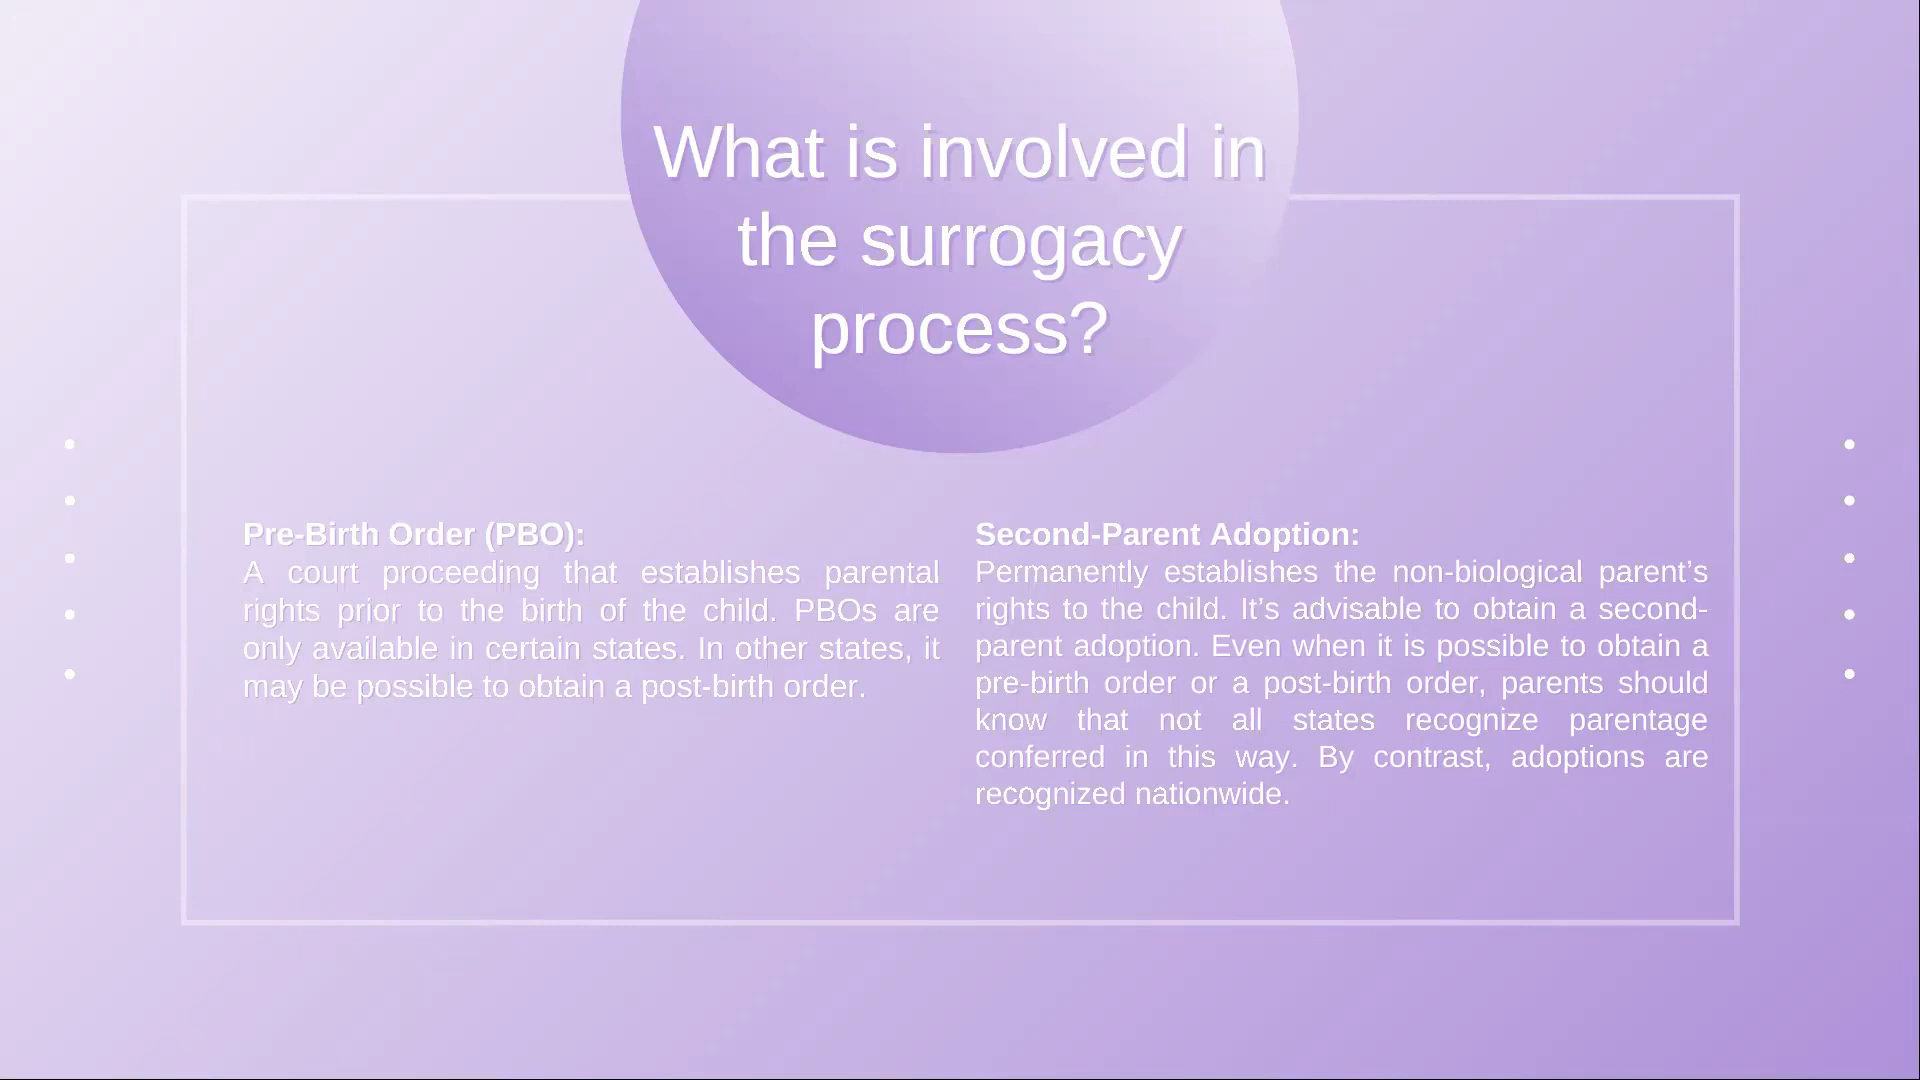 What is involved in
the surrogacy
process?
Pre-Birth Order (PBO):
A court proceeding that establishes parental
rights prior to the birth of the child. PBOs are
only available in certain states. In other states, it
may be possible to obtain a post-birth order.
Second-Parent Adoption:
Permanently establishes the non-biological parent’s
rights to the child. It’s advisable to obtain a second-
parent adoption. Even when it is possible to obtain a
pre-birth order or a post-birth order, parents should
know that not all states recognize parentage
conferred in this way. By contrast, adoptions are
recognized nationwide.